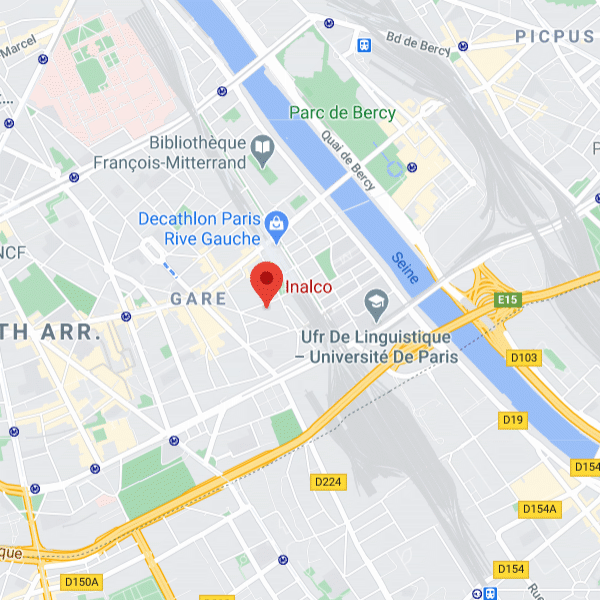 Marcel
Bd de Bercy
PICPUS
Parc de Bercy
Bibliothèque
François-Mitterrand
Quai de Bercy
Decathlon Paris
Rive Gauche
NCF
Seine
Inalco
GARE
E15
TH ARR.
Ufr De Linguistique
– Université De Paris
D103
D19
D154
D224
D154A
que
D154
D150A